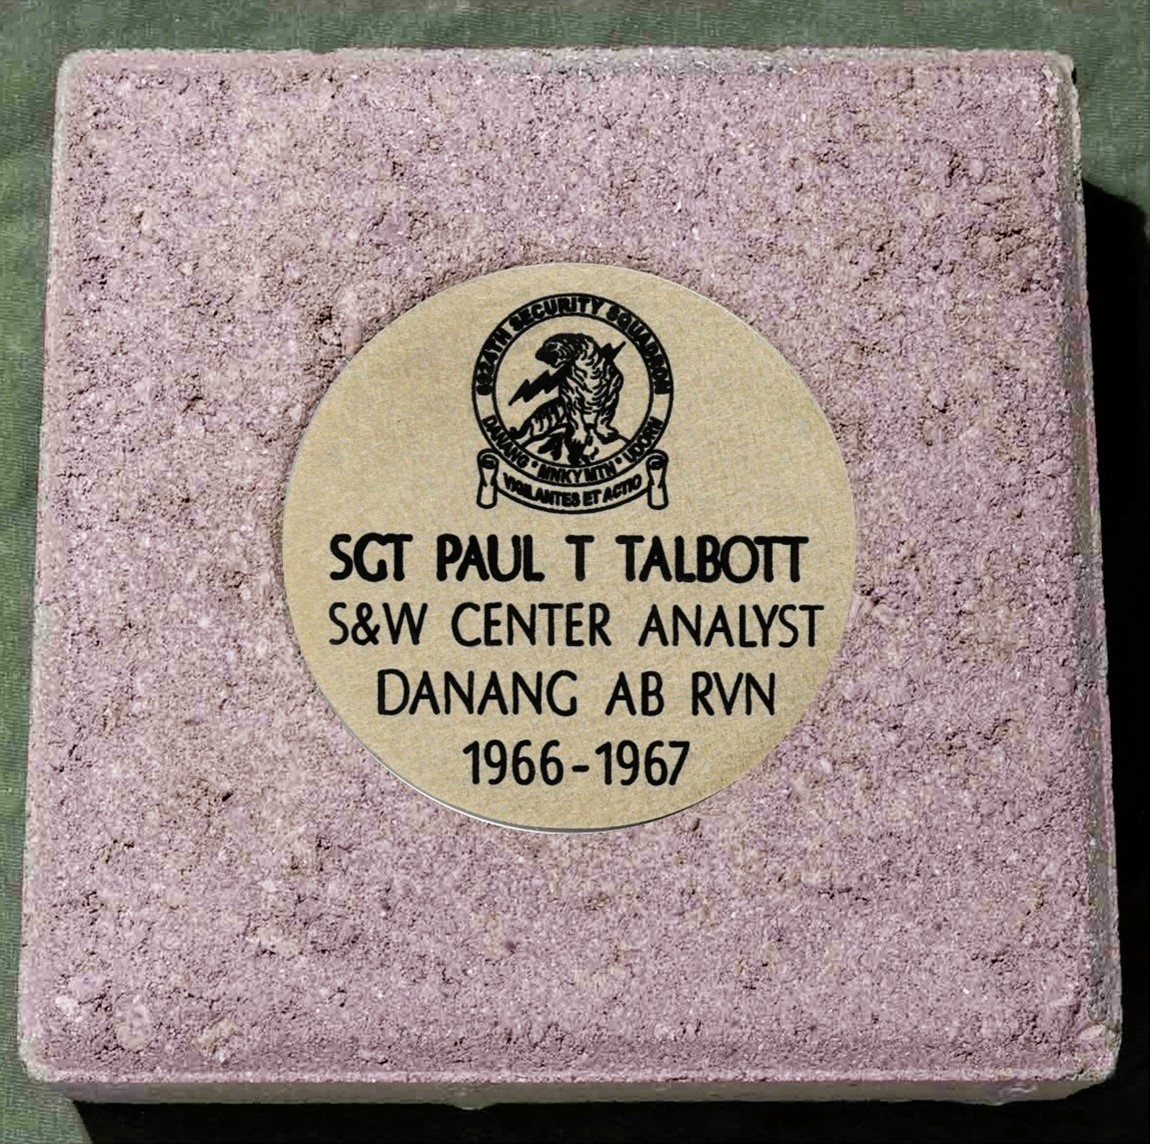 6924TH SECURITY SQUADRON
DANANG * MNKY MTN * UDORN
VIGILANTES ET ACTIO
SGT PAUL T TALBOTT
S&W CENTER ANALYST
DANANG AB RVN
1966-1967